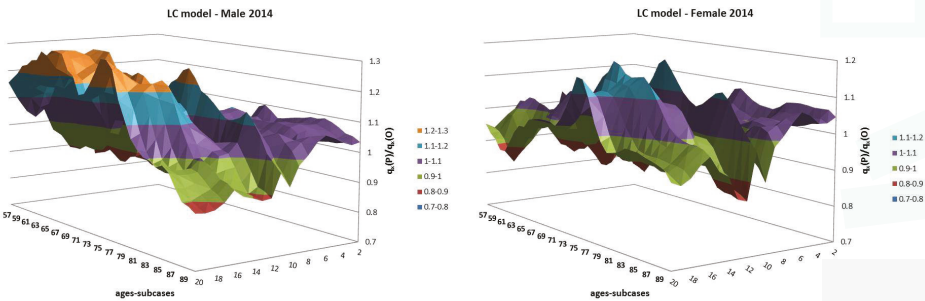 LC model - Male 2014
1.3
1.2
1.1
1
0.9
0.8
0.7
qx(P)/qx(O)
1.2-1.3
1.1-1.2
1-1.1
0.9-1
0.8-0.9
0.7-0.8
57 59 61 63 65 67 69 71 73 75 77 79 81 83 85 87 89
20 18 16 14 12 10 8 6 4 2
ages-subcases
LC model - Female 2014
1.2
1.1
1
0.9
0.8
0.7
qx(P)/qx(O)
1.1-1.2
1-1.1
0.9-1
0.8-0.9
0.7-0.8
57 59 61 63 65 67 69 71 73 75 77 79 81 83 85 87 89
20 18 16 14 12 10 8 6 4 2
ages-subcases